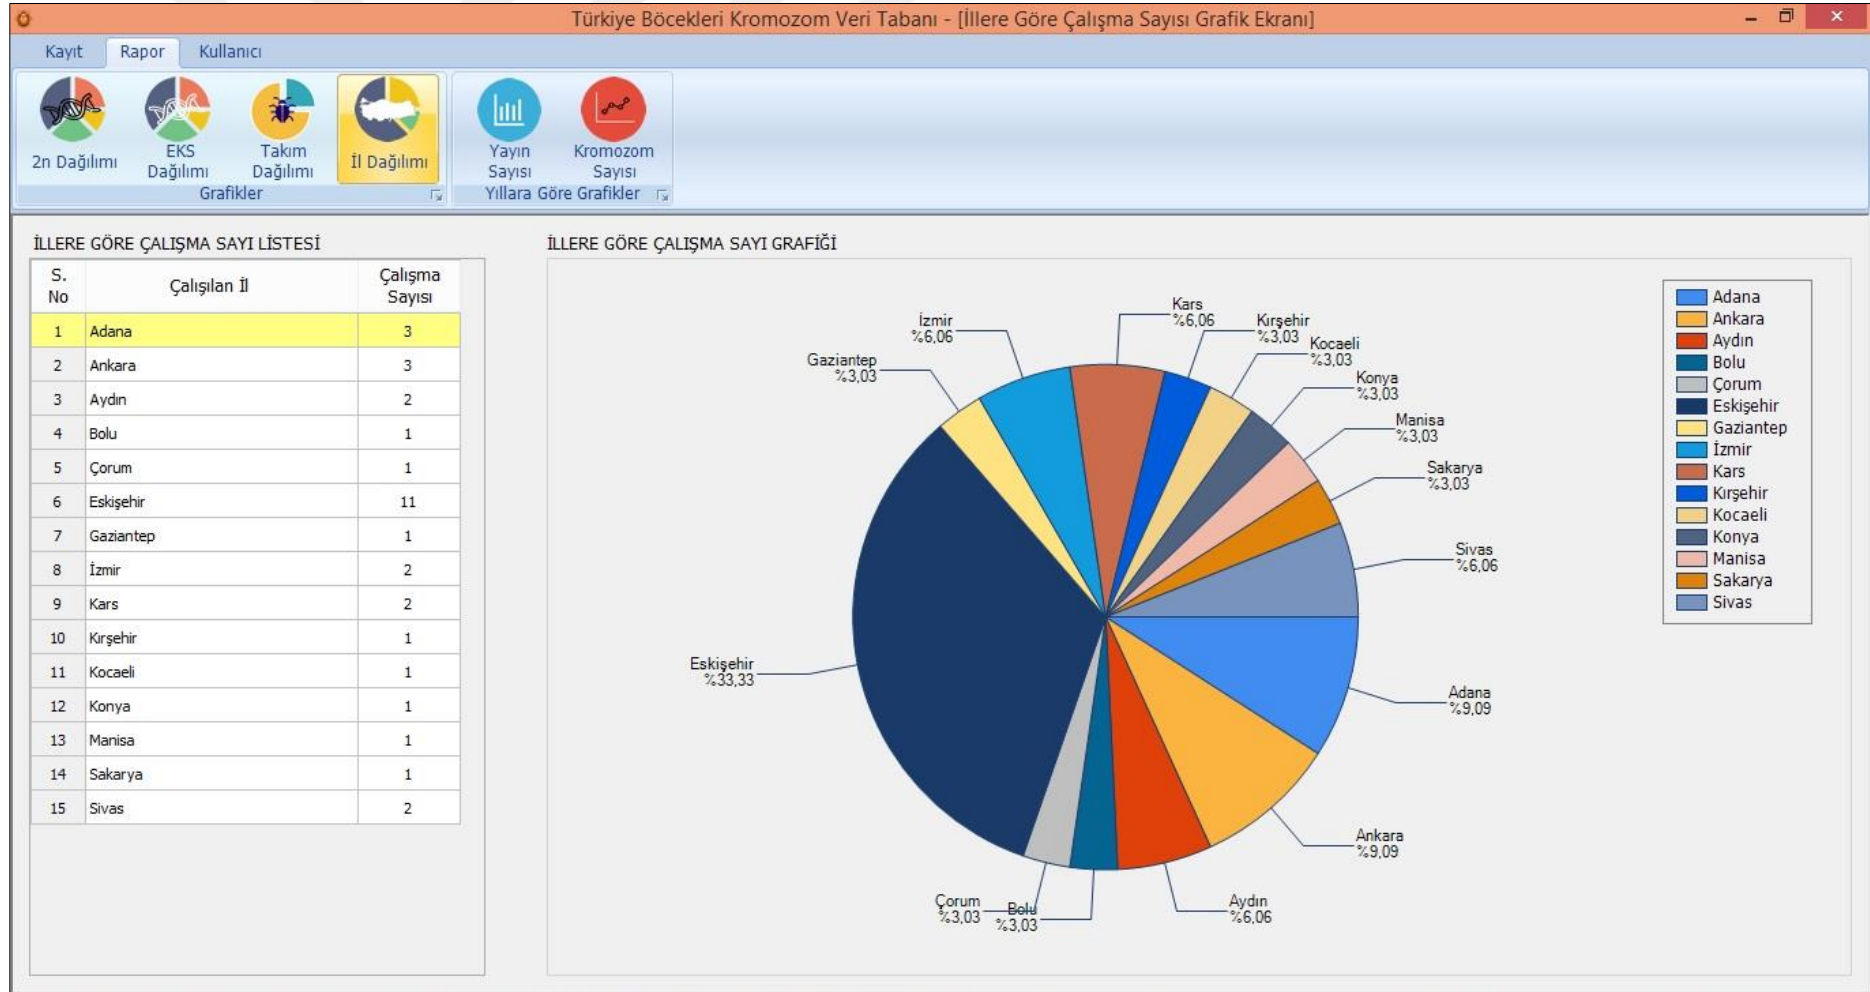 Türkiye Böcekleri Kromozom Veri Tabanı - [İllere Göre Çalışma Sayısı Grafik Ekranı]
Kayıt Rapor Kullanıcı
2n Dağılımı
EKS
Dağılımı
Takım
Dağılımı
İl Dağılımı
Yayın
Sayısı
Kromozom
Sayısı
Grafikler
Yıllara Göre Grafikler
İLLERE GÖRE ÇALIŞMA SAYI LİSTESİ
S.
No
Çalışılan İl
Çalışma
Sayısı
1 Adana 3
2 Ankara 3
3 Aydın 2
4 Bolu 1
5 Çorum 1
6 Eskişehir 11
7 Gaziantep 1
8 İzmir 2
9 Kars 2
10 Kırşehir 1
11 Kocaeli 1
12 Konya 1
13 Manisa 1
14 Sakarya 1
15 Sivas 2
İLLERE GÖRE ÇALIŞMA SAYI GRAFİĞİ
Kars
%6,06
İzmir
%6,06
Kırşehir
%3,03
Kocaeli
%3,03
Gaziantep
%3,03
Konya
%3,03
Manisa
%3,03
Sakarya
%3,03
Sivas
%6,06
Eskişehir
%33,33
Adana
%9,09
Ankara
%9,09
Çorum
%3,03
Bolu
%3,03
Aydın
%6,06
Adana
Ankara
Aydın
Bolu
Çorum
Eskişehir
Gaziantep
İzmir
Kars
Kırşehir
Kocaeli
Konya
Manisa
Sakarya
Sivas